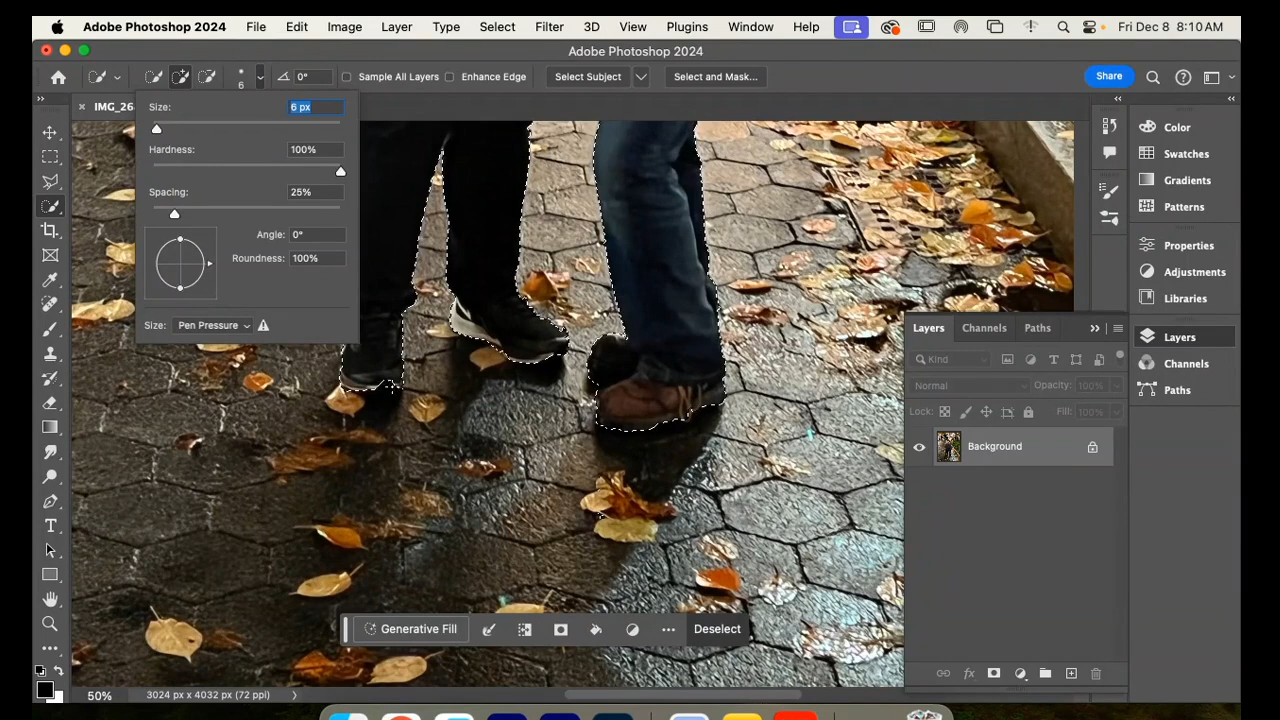 Adobe Photoshop 2024 File Edit Image Layer Type Select Filter 3D View Plugins Window Help Fri Dec 8 8:10 AM
Adobe Photoshop 2024
6 0° Sample All Layers Enhance Edge Select Subject Select and Mask... Share
IMG_26
Size: 6 px
Hardness: 100%
Spacing: 25%
Angle: 0°
Roundness: 100%
Size: Pen Pressure
Color
Swatches
Gradients
Patterns
Properties
Adjustments
Libraries
Layers
Channels
Paths
Layers Channels Paths
Kind
Normal Opacity: 100%
Lock: Fill: 100%
Background
Generative Fill Deselect
50% 3024 px x 4032 px (72 ppi)